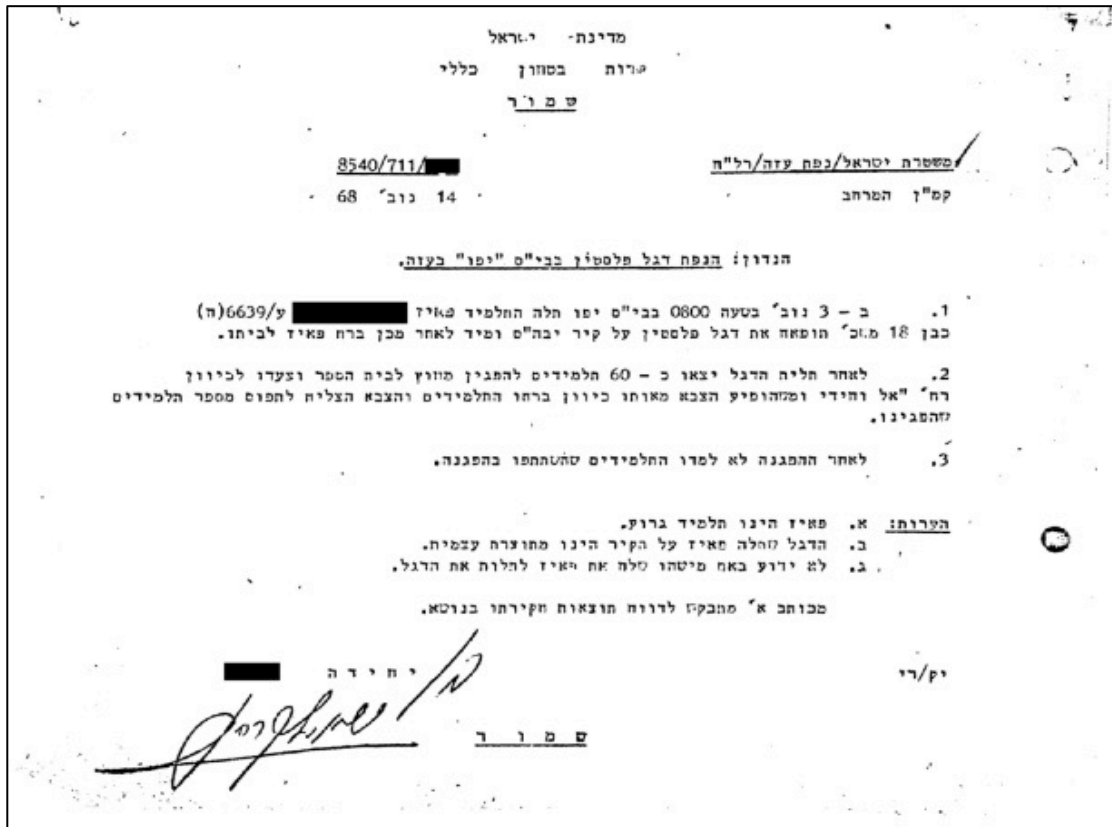 מדינת- ישראל
שרות בטחון כללי
שמור
משטרת ישראל/נפת עזה/רל"ח 8540/711/
קמ"ן המרחב 14 נוב' 68
הנדון: הנפת דגל פלסטין בבי"ס "יפו" בעזה.
1. ב - 3 נוב' בשעה 0800 בבי"ס יפו תלה התלמיד פאיז ע/6639(ח)
כבן 18 תופאח את דגל פלסטין על קיר יבה"ס ומיד לאחר מכן ברח פאיז לביתו.
2. לאחר תלית הדגל יצאו כ - 60 תלמידים להפגין מחוץ לבית הספר וצעדו לכיוון
רח' "אל והידי ומשהופיע הצבא מאותו כיוון ברחו התלמידים והצבא הצליח לתפוס מספר תלמידים
שהפגינו.
3. לאחר ההפגנה לא למדו התלמידים שהשתתפו בהפגנה.
הערות: א. פאיז הינו תלמיד גרוע.
ב. הדגל שתלה פאיז על הקיר הינו מתוצרת עצמית.
ג. לא ידוע באם מישהו שלח את פאיז לתלות את הדגל.
מכותב א' מתבקש לדווח תוצאות חקירתו בנושא.
יק/רי יחידה
שמור